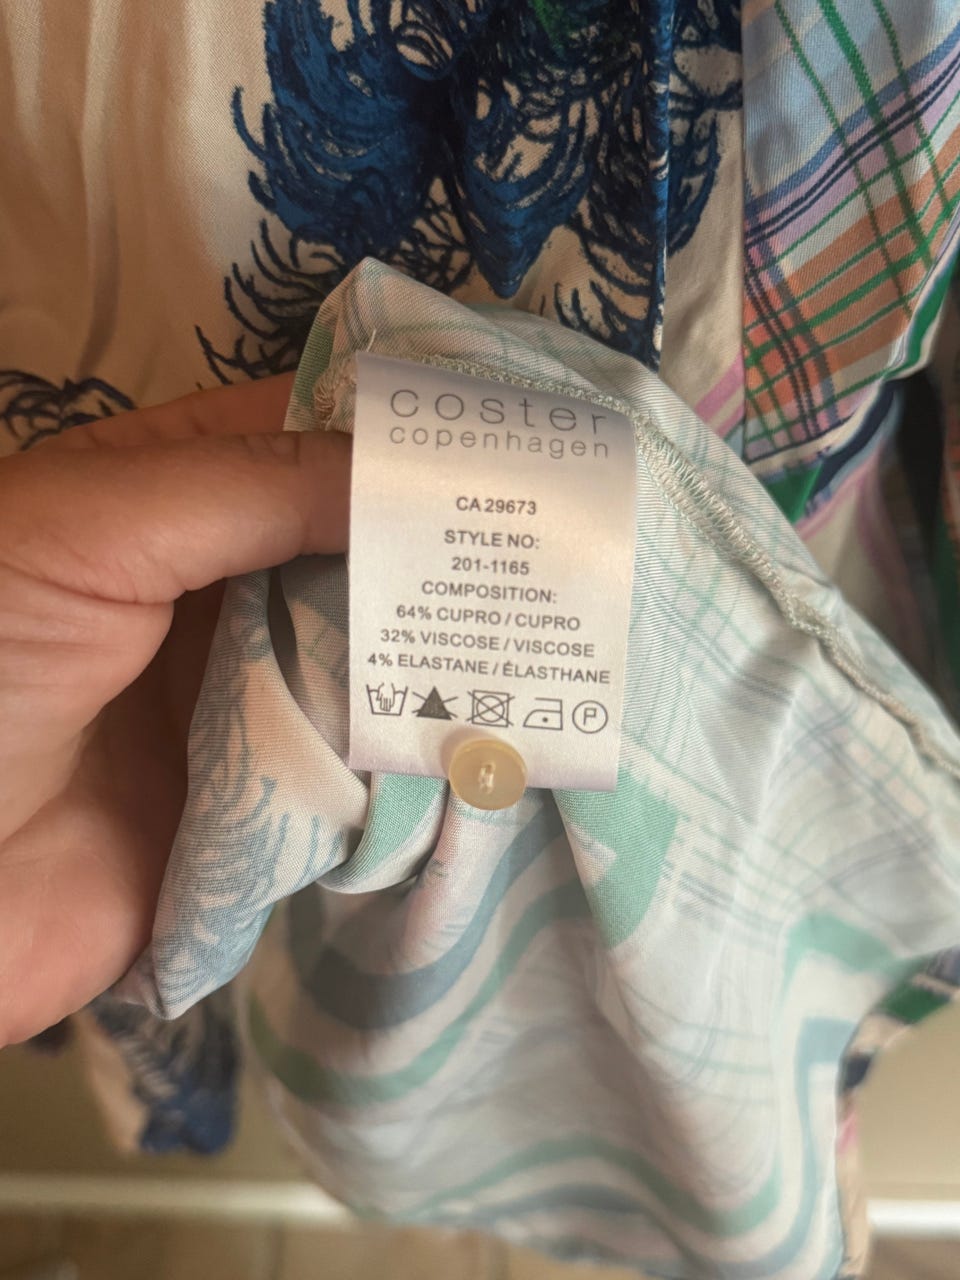 coster
copenhagen
CA 29673
STYLE NO:
201-1165
COMPOSITION:
64% CUPRO / CUPRO
32% VISCOSE / VISCOSE
4% ELASTANE / ÉLASTHANE
P